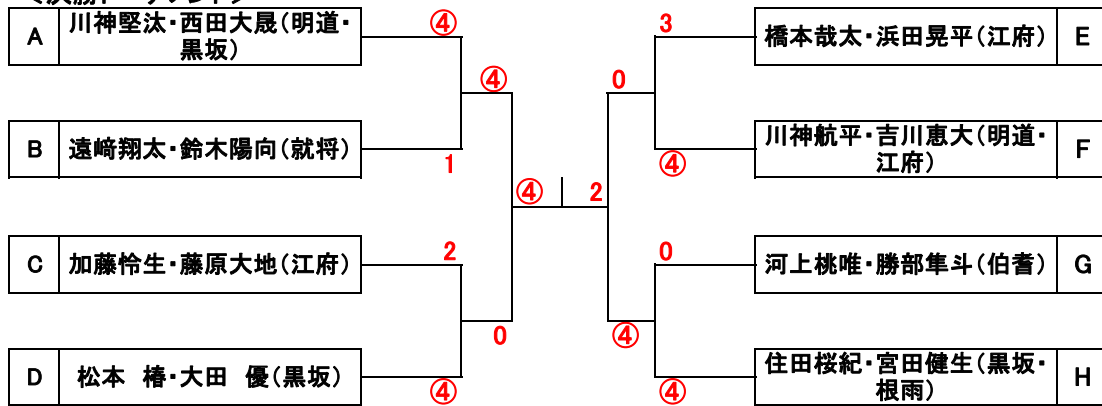 A 川神堅汰・西田大晟(明道・
黒坂)
④
④
B 遠﨑翔太・鈴木陽向(就将)
1
④
C 加藤怜生・藤原大地(江府)
2
0
D 松本 椿・大田 優(黒坂)
④
3
橋本哲太・浜田晃平(江府) E
0
川神航平・吉川恵大(明道・
江府) F
④
2
0
河上桃唯・勝部隼斗(伯耆) G
④
住田桜紀・宮田健生(黒坂・
根雨) H
④